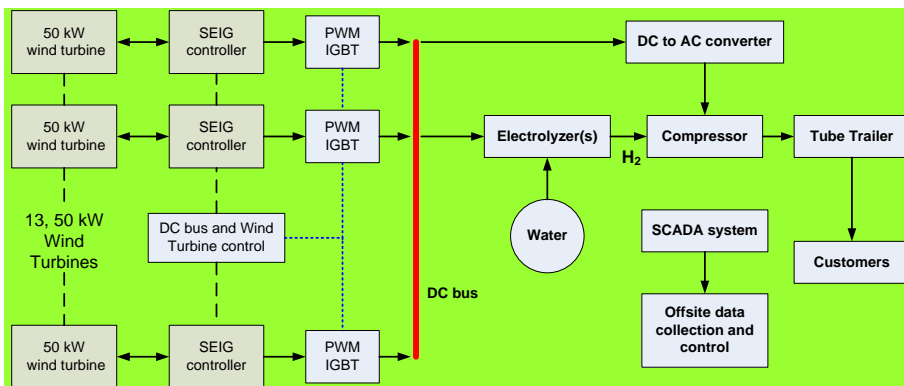 50 kW
wind turbine
SEIG
controller
PWM
IGBT
DC to AC converter
50 kW
wind turbine
SEIG
controller
PWM
IGBT
Electrolyzer(s)
H₂
Compressor
Tube Trailer
13, 50 kW
Wind
Turbines
DC bus and Wind
Turbine control
Water
SCADA system
Customers
DC bus
Offsite data
collection and
control
50 kW
wind turbine
SEIG
controller
PWM
IGBT